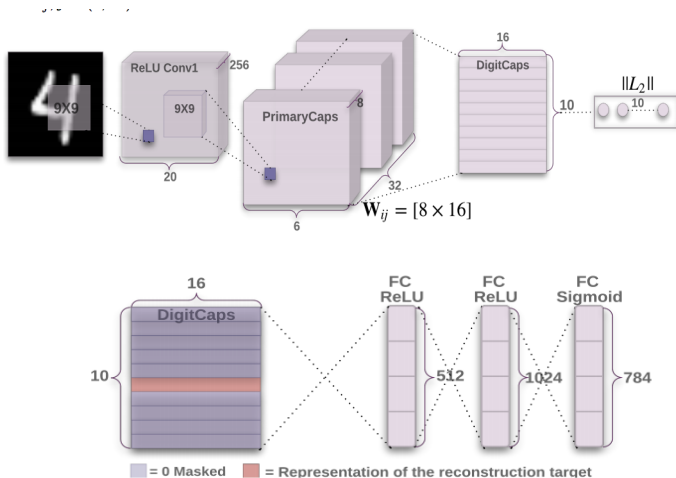 16
ReLU Conv1
256
DigitCaps
||L₂||
9X9
9X9
8
10
10
PrimaryCaps
20
32
6
𝐖ᵢⱼ = [8 × 16]
16
FC
ReLU
FC
ReLU
FC
Sigmoid
DigitCaps
10
512
1024
784
= 0 Masked
= Representation of the reconstruction target